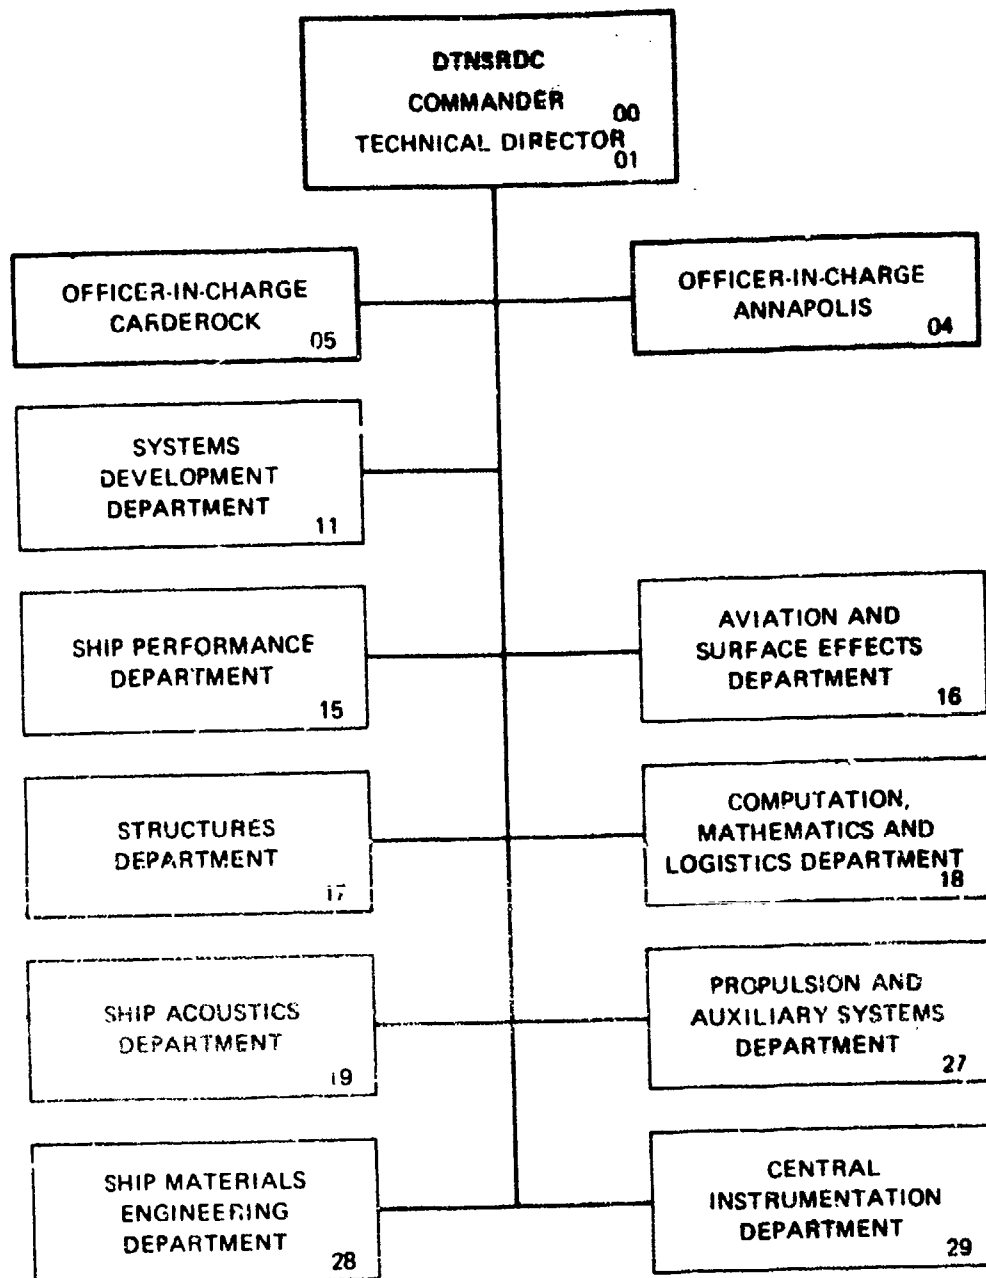 DTNSRDC
COMMANDER 00
TECHNICAL DIRECTOR 01
OFFICER-IN-CHARGE
CARDEROCK
05
OFFICER-IN-CHARGE
ANNAPOLIS
04
SYSTEMS
DEVELOPMENT
DEPARTMENT
11
SHIP PERFORMANCE
DEPARTMENT
15
AVIATION AND
SURFACE EFFECTS
DEPARTMENT
16
STRUCTURES
DEPARTMENT
17
COMPUTATION,
MATHEMATICS AND
LOGISTICS DEPARTMENT
18
SHIP ACOUSTICS
DEPARTMENT
19
PROPULSION AND
AUXILIARY SYSTEMS
DEPARTMENT
27
SHIP MATERIALS
ENGINEERING
DEPARTMENT
28
CENTRAL
INSTRUMENTATION
DEPARTMENT
29